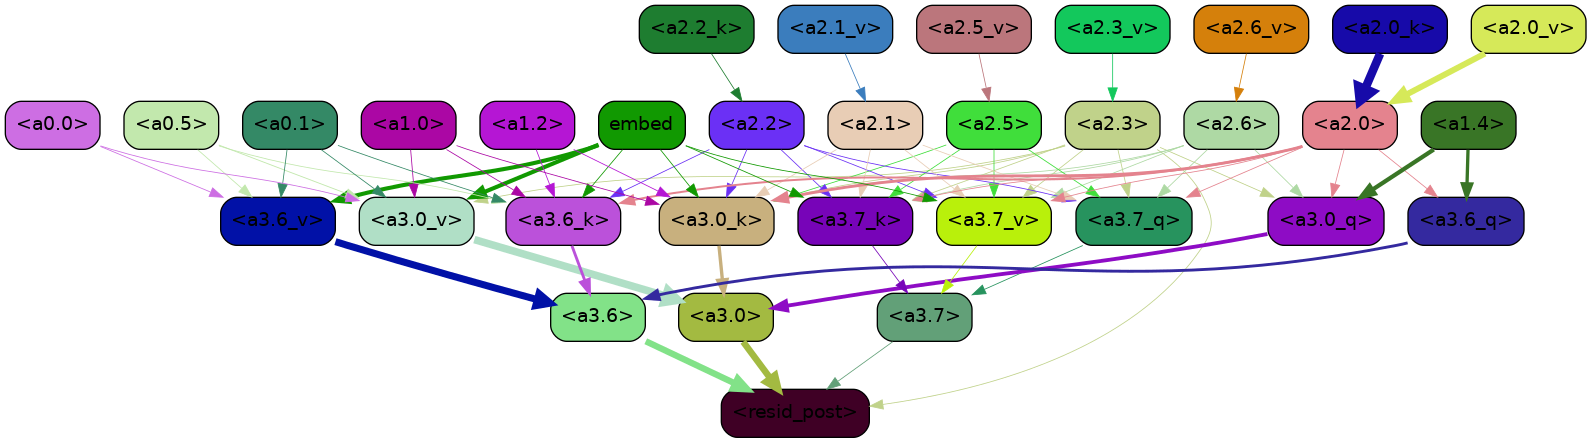 <a2.2_k> <a2.1_v> <a2.5_v> <a2.3_v> <a2.6_v> <a2.0_k> <a2.0_v>
<a0.0> <a0.5> <a0.1> <a1.0> <a1.2> embed <a2.2> <a2.1> <a2.5> <a2.3> <a2.6> <a2.0> <a1.4>
<a3.6_v> <a3.0_v> <a3.6_k> <a3.0_k> <a3.7_k> <a3.7_v> <a3.7_q> <a3.0_q> <a3.6_q>
<a3.6> <a3.0> <a3.7>
<resid_post>